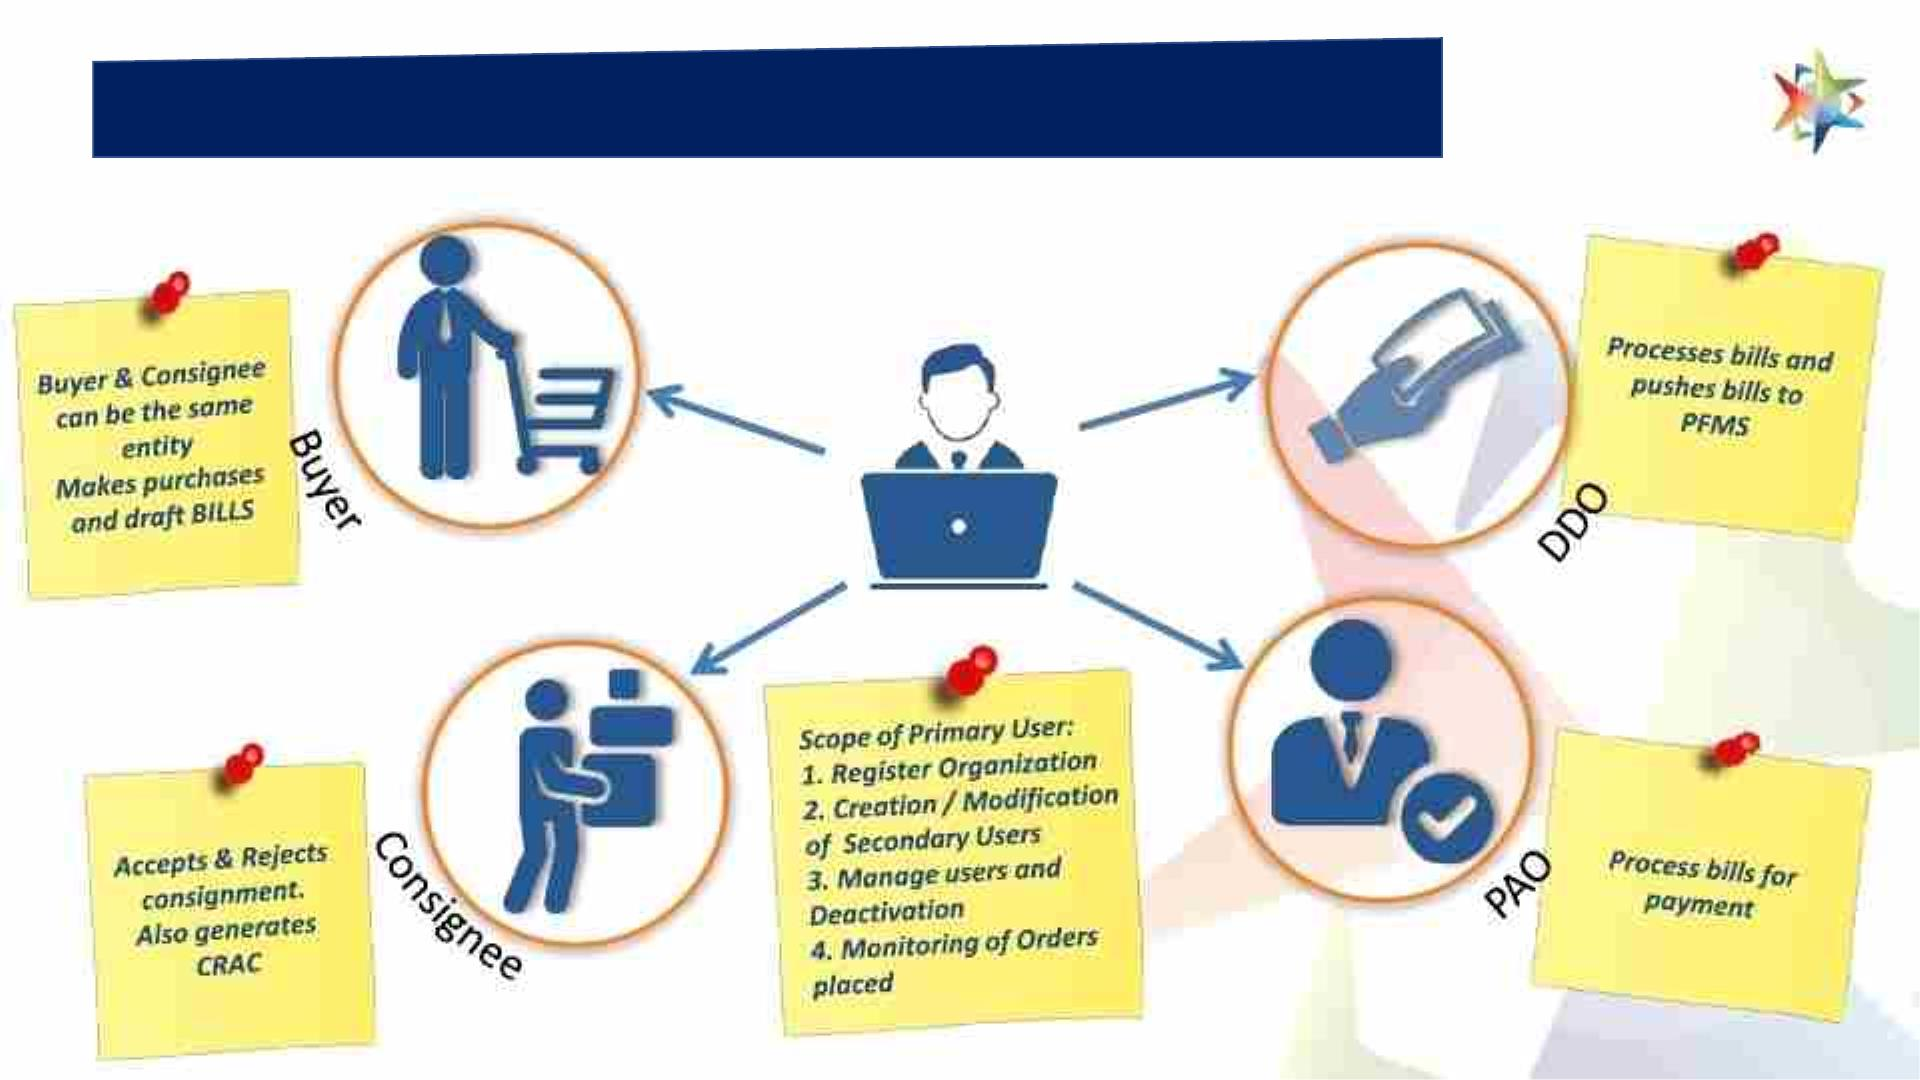 Buyer & Consignee
can be the same
entity
Makes purchases
and draft BILLS
Buyer
Processes bills and
pushes bills to
PFMS
DDO
Accepts & Rejects
consignment.
Also generates
CRAC
Consignee
Scope of Primary User:
1. Register Organization
2. Creation / Modification
of Secondary Users
3. Manage users and
Deactivation
4. Monitoring of Orders
placed
PAO
Process bills for
payment